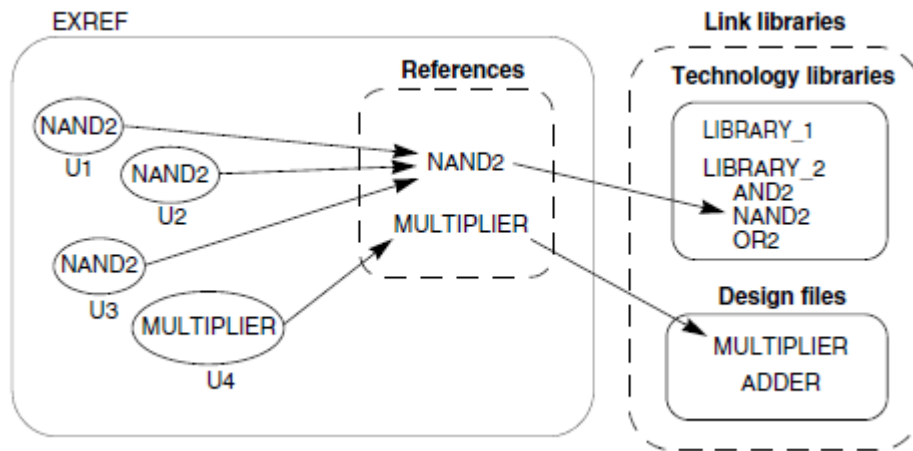 EXREF
References
NAND2
U1
NAND2
U2
NAND2
U3
MULTIPLIER
U4
NAND2
MULTIPLIER
Link libraries
Technology libraries
LIBRARY_1
LIBRARY_2
AND2
NAND2
OR2
Design files
MULTIPLIER
ADDER